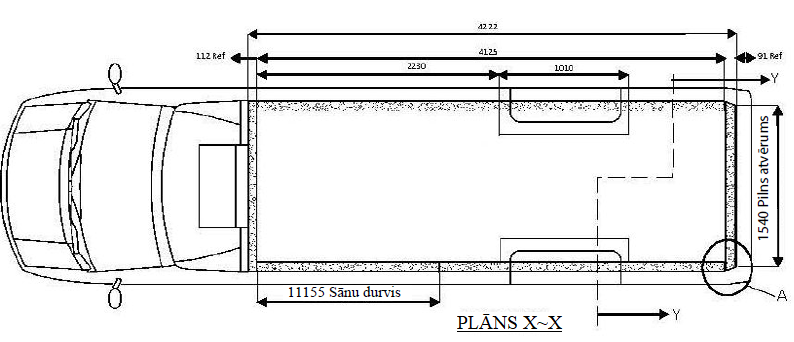 4222
112 Ref
4125
91 Ref
2230
1010
Y
1540 Pilns atvērums
11155 Sānu durvis
A
PLĀNS X~X
Y